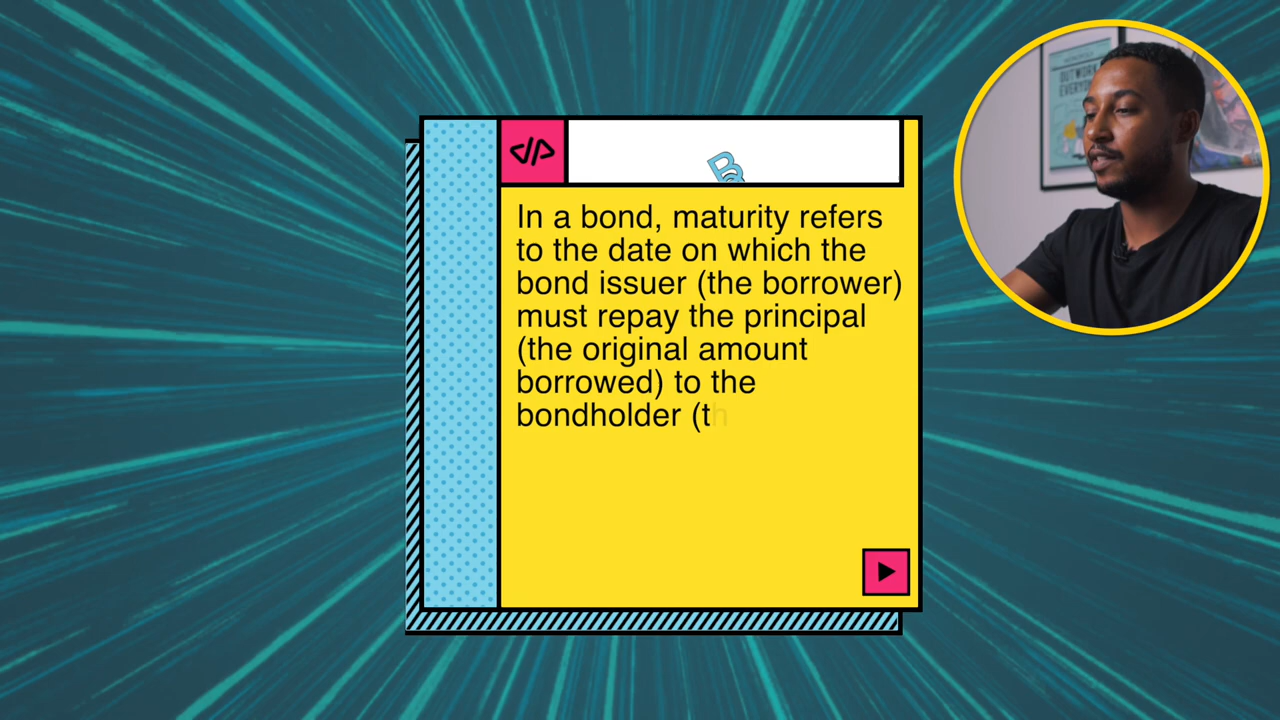 B
In a bond, maturity refers
to the date on which the
bond issuer (the borrower)
must repay the principal
(the original amount
borrowed) to the
bondholder (th